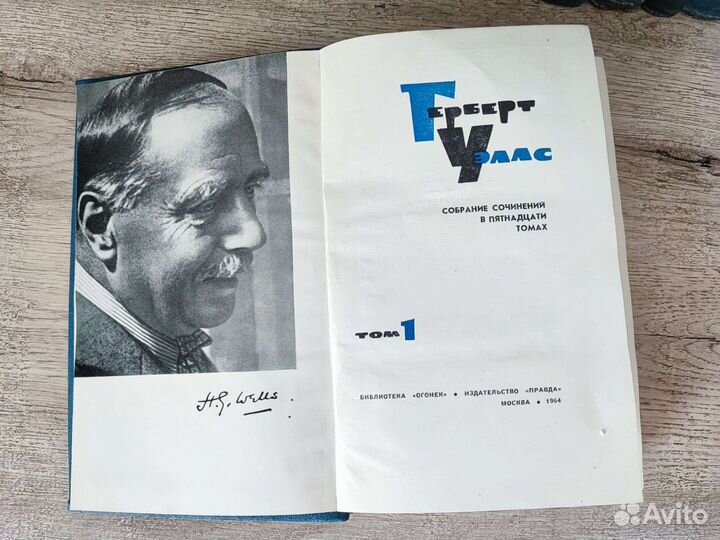 H.G. Wells.
Герберт
Уэллс
СОБРАНИЕ СОЧИНЕНИЙ
В ПЯТНАДЦАТИ
ТОМАХ
ТОМ 1
БИБЛИОТЕКА «ОГОНЕК» • ИЗДАТЕЛЬСТВО «ПРАВДА»
МОСКВА • 1964
Avito